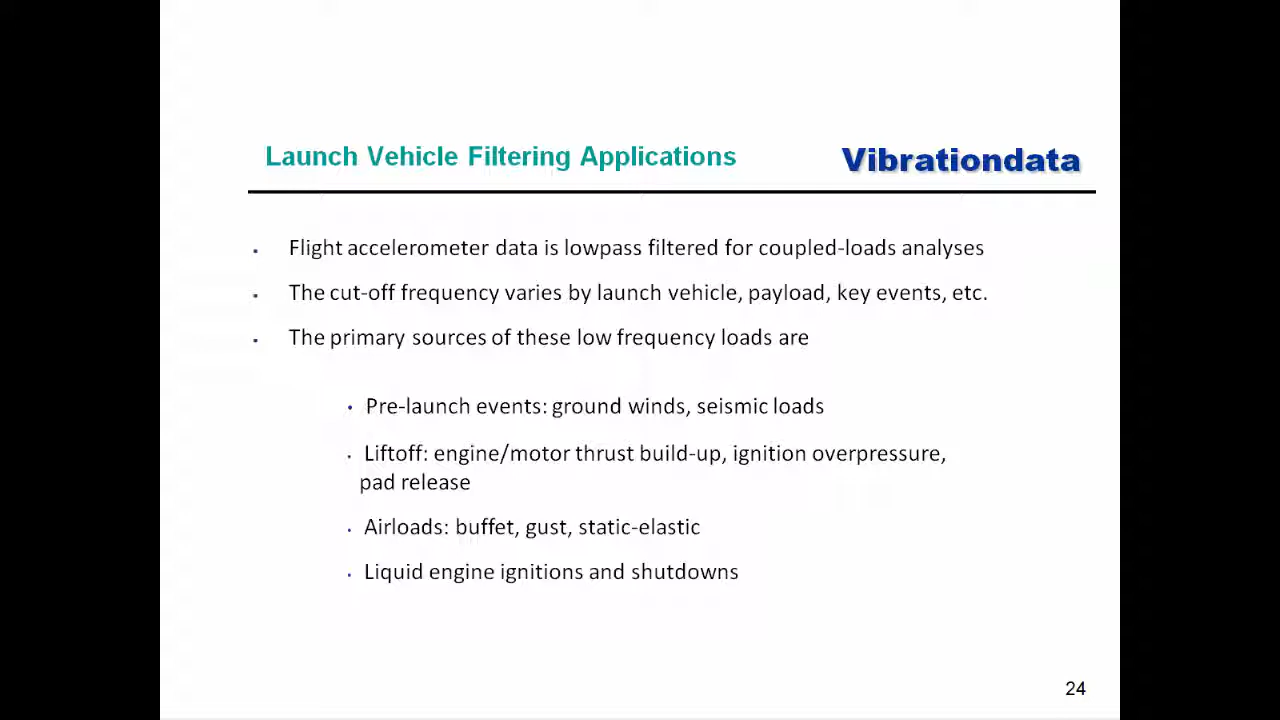 Launch Vehicle Filtering Applications
Vibrationdata
• Flight accelerometer data is lowpass filtered for coupled-loads analyses
• The cut-off frequency varies by launch vehicle, payload, key events, etc.
• The primary sources of these low frequency loads are
• Pre-launch events: ground winds, seismic loads
• Liftoff: engine/motor thrust build-up, ignition overpressure,
pad release
• Airloads: buffet, gust, static-elastic
• Liquid engine ignitions and shutdowns
24